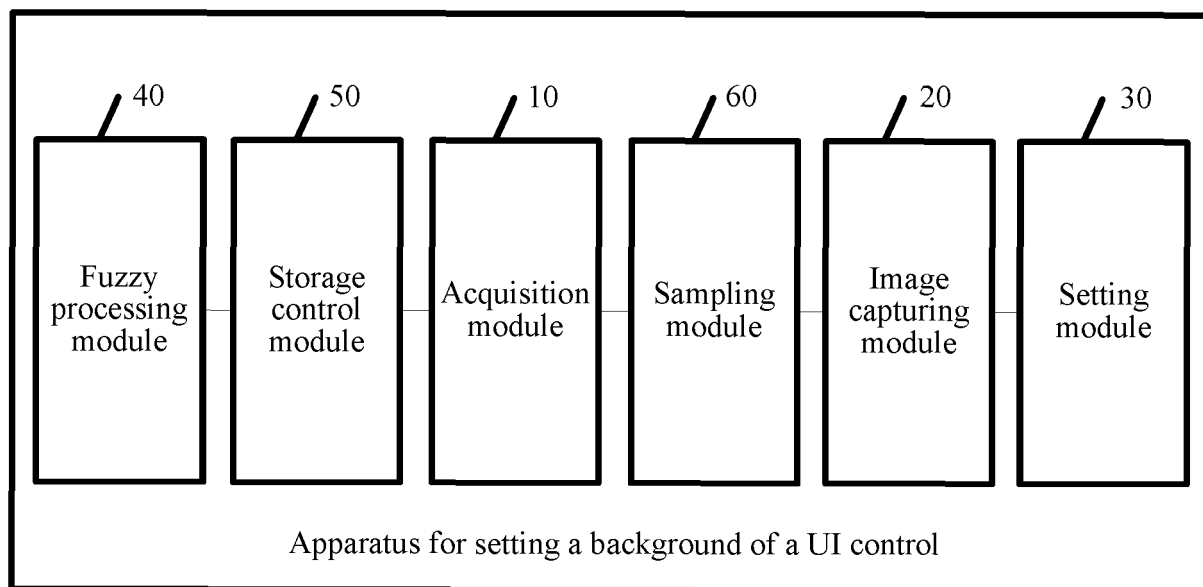 40
50
10
60
20
30
Fuzzy
processing
module
Storage
control
module
Acquisition
module
Sampling
module
Image
capturing
module
Setting
module
Apparatus for setting a background of a UI control